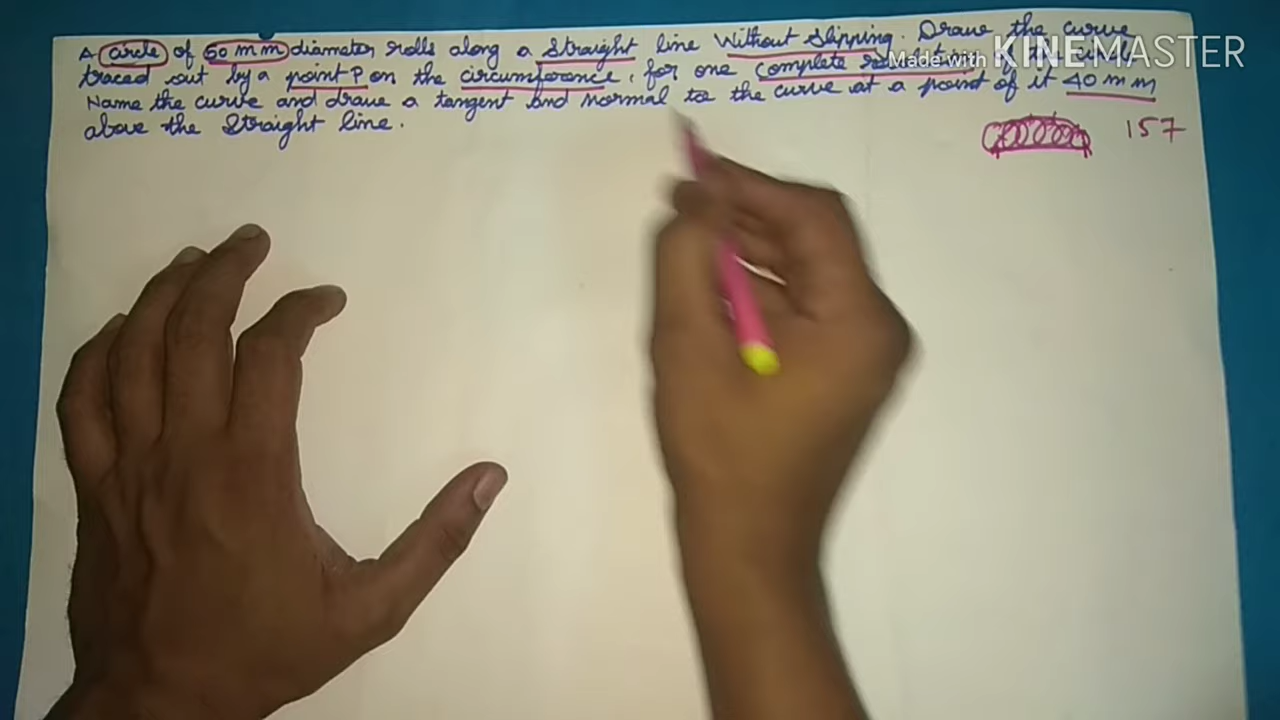 A circle of 50 mm diameter rolls along a straight line without slipping. Draw the curve
traced out by a point P on the circumference, for one complete
Name the curve and draw a tangent and normal to the curve at a point of it 40 mm
above the straight line.
157
Made with KINEMASTER